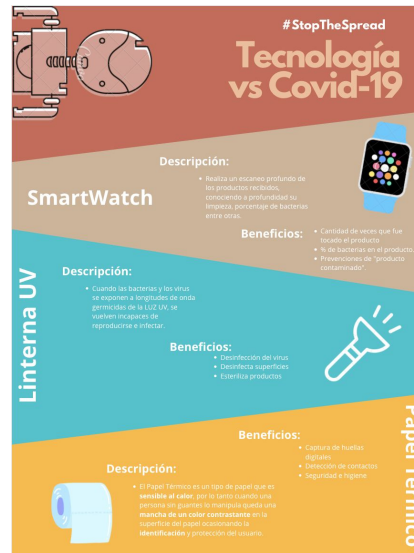 #StopTheSpread
Tecnología
vs Covid-19
SmartWatch
Descripción:
• Realiza un escaneo profundo de
los productos recibidos,
conociendo a profundidad su
limpieza, porcentaje de bacterias
entre otras.
Beneficios:
• Cantidad de veces que fue
tocado el producto
• % de bacterias en el producto.
• Prevenciones de "producto
contaminado".
Linterna UV
Descripción:
• Cuando las bacterias y los virus
se exponen a longitudes de onda
germicidas de la LUZ UV, se
vuelven incapaces de
reproducirse e infectar.
Beneficios:
• Desinfección del virus
• Desinfecta superficies
• Esteriliza productos
Papel Térmico
Beneficios:
• Captura de huellas
digitales
• Detección de contactos
• Seguridad e higiene
Descripción:
• El Papel Térmico es un tipo de papel que es
sensible al calor, por lo tanto cuando una
persona sin guantes lo manipula queda una
mancha de un color contrastante en la
superficie del papel ocasionando la
identificación y protección del usuario.